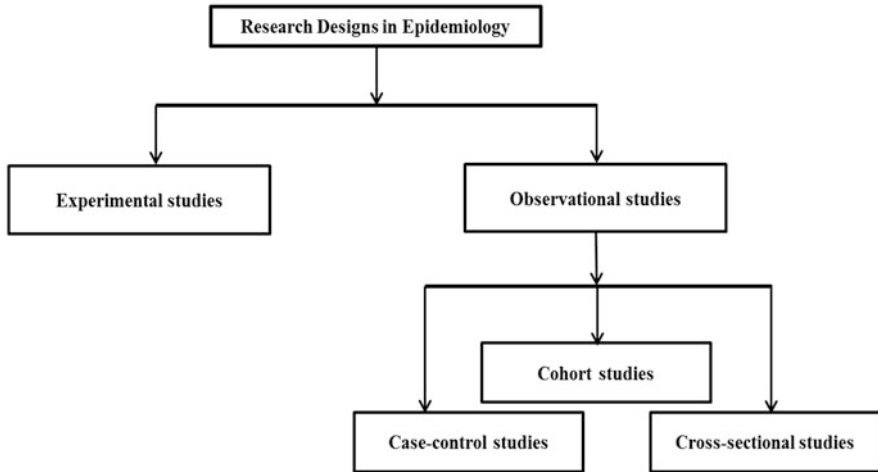 Research Designs in Epidemiology
Experimental studies
Observational studies
Cohort studies
Case-control studies
Cross-sectional studies